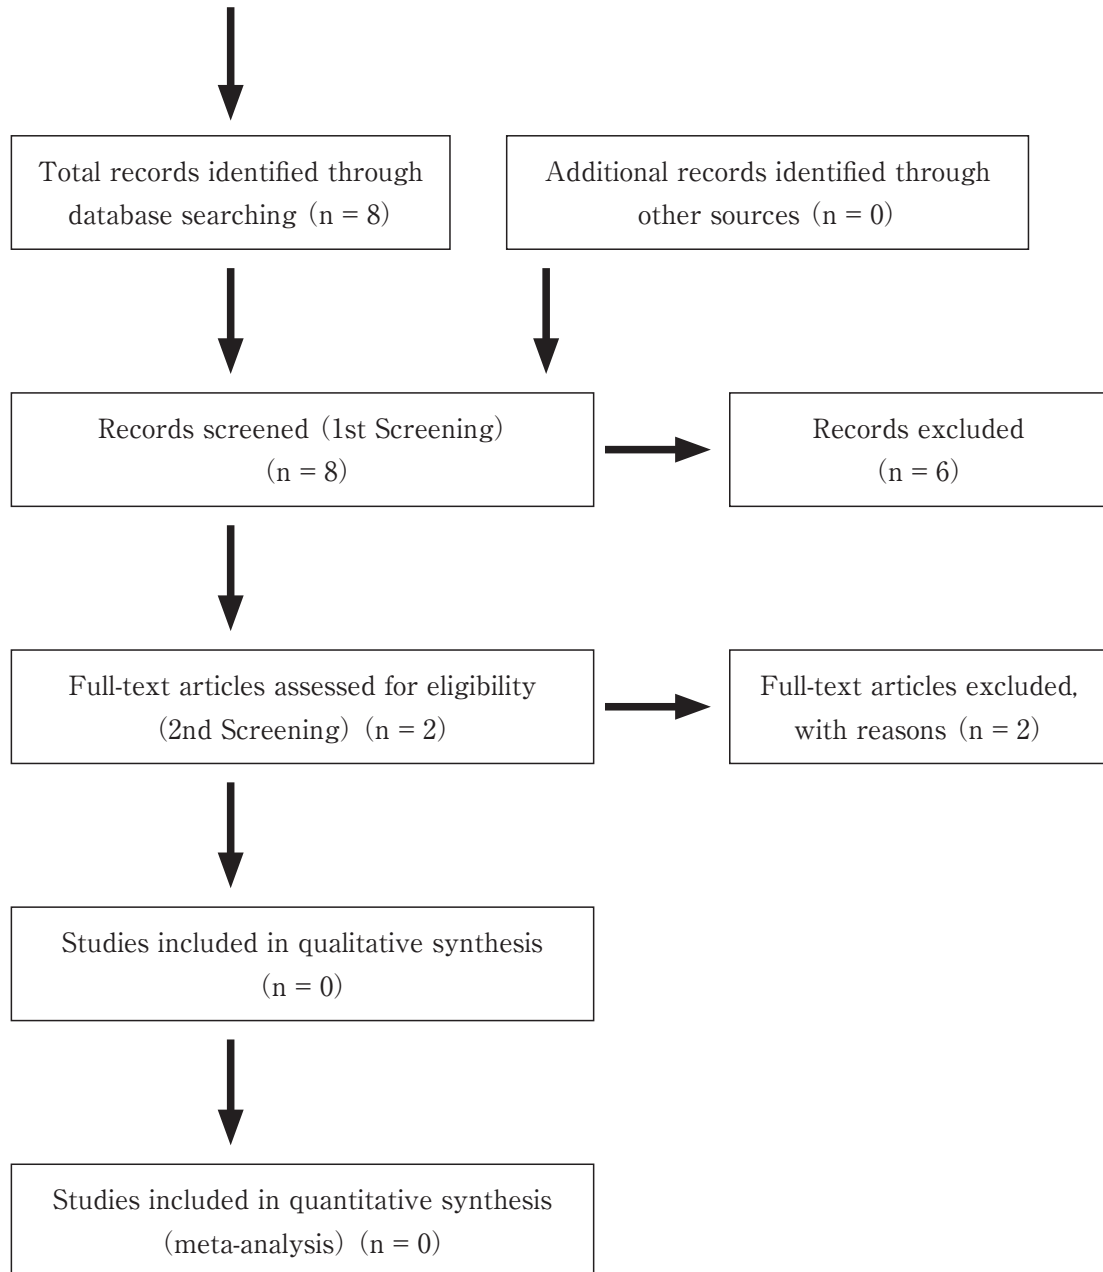 Total records identified through
database searching (n = 8)
Additional records identified through
other sources (n = 0)
Records screened (1st Screening)
(n = 8)
Records excluded
(n = 6)
Full-text articles assessed for eligibility
(2nd Screening) (n = 2)
Full-text articles excluded,
with reasons (n = 2)
Studies included in qualitative synthesis
(n = 0)
Studies included in quantitative synthesis
(meta-analysis) (n = 0)